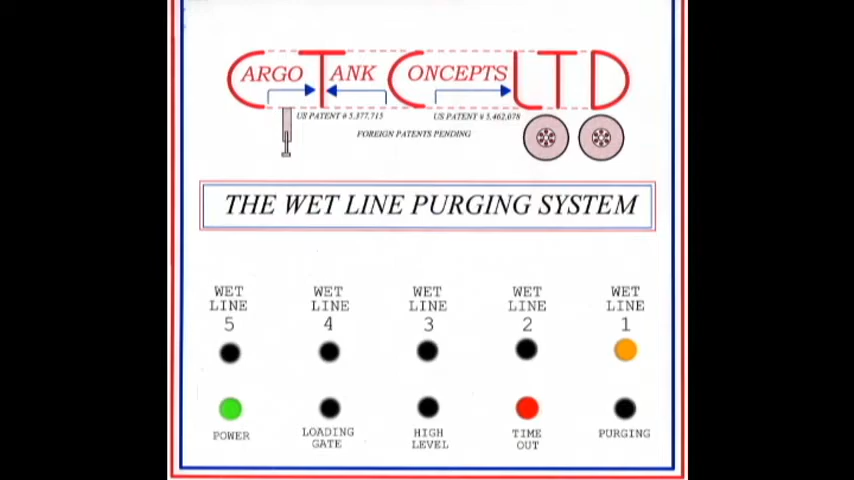 CARGO TANK CONCEPTS LTD
US PATENT # 5,377,715 US PATENT # 5,462,078
FOREIGN PATENTS PENDING
THE WET LINE PURGING SYSTEM
WET LINE 5
WET LINE 4
WET LINE 3
WET LINE 2
WET LINE 1
POWER
LOADING GATE
HIGH LEVEL
TIME OUT
PURGING